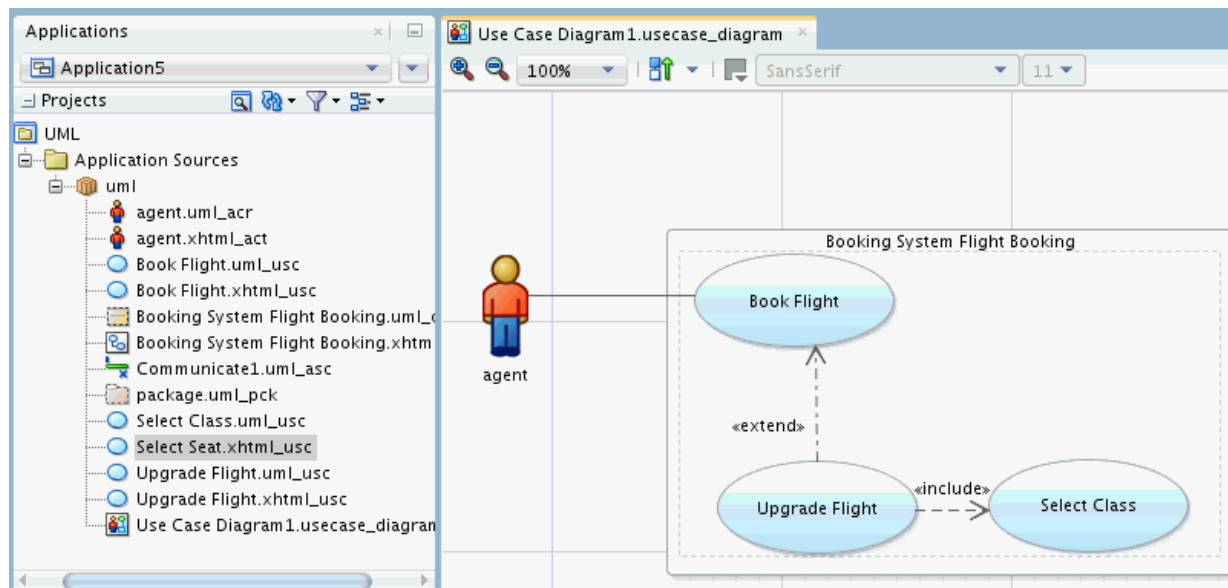 Applications
Application5
Projects
UML
Application Sources
uml
agent.uml_acr
agent.xhtml_act
Book Flight.uml_usc
Book Flight.xhtml_usc
Booking System Flight Booking.uml_
Booking System Flight Booking.xhtm
Communicate1.uml_asc
package.uml_pck
Select Class.uml_usc
Select Seat.xhtml_usc
Upgrade Flight.uml_usc
Upgrade Flight.xhtml_usc
Use Case Diagram1.usecase_diagram
Use Case Diagram1.usecase_diagram
100% SansSerif 11
Booking System Flight Booking
Book Flight
agent
«extend»
Upgrade Flight
«include»
Select Class